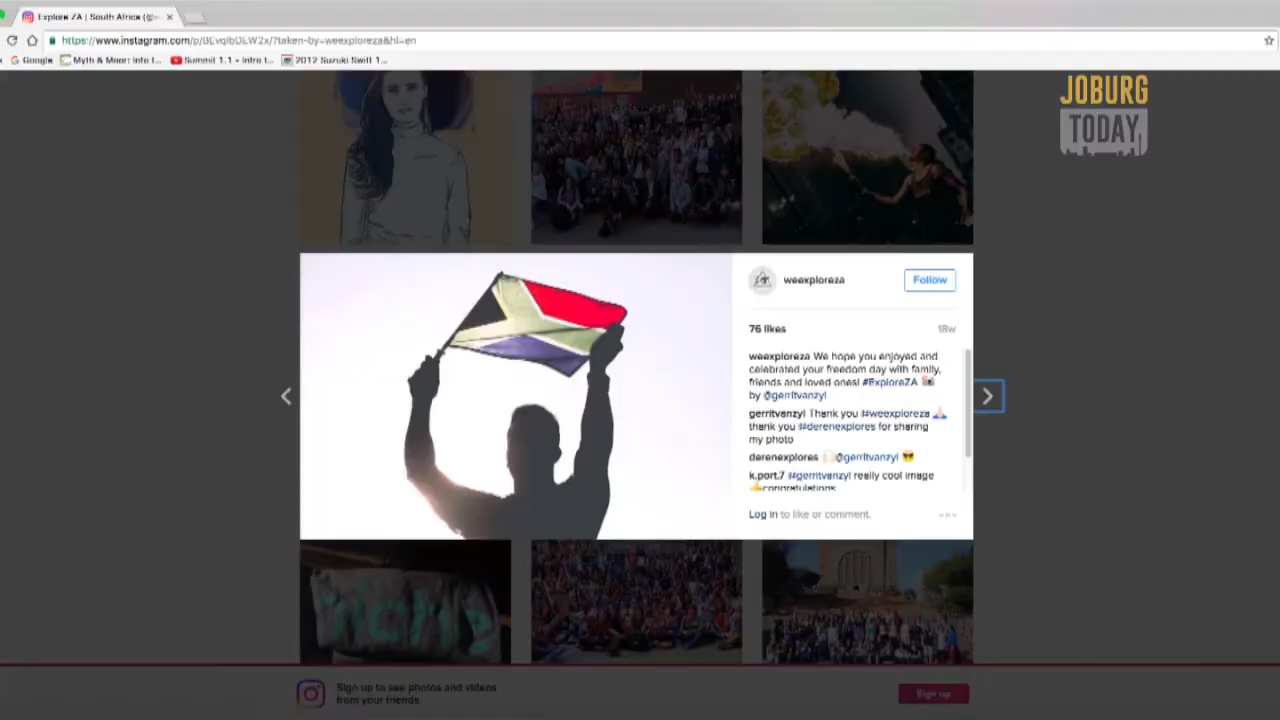 Explore ZA | South Africa (@w
https://www.instagram.com/p/BEvqlbDLW2x/?taken-by=weexploreza&hl=en
Google
Myth & Moor: Into t...
Summit 1.1 - Intro t...
2012 Suzuki Swift 1...
JOBURG
TODAY
weexploreza
Follow
76 likes
18w
weexploreza We hope you enjoyed and
celebrated your freedom day with family,
friends and loved ones! #ExploreZA
by @gerritvanzyl
gerritvanzyl Thank you #weexploreza
thank you #derenexplores for sharing
my photo
derenexplores @gerritvanzyl
k.port.7 #gerritvanzyl really cool image
congratulations
Log in to like or comment.
Sign up to see photos and videos
from your friends.
Sign up